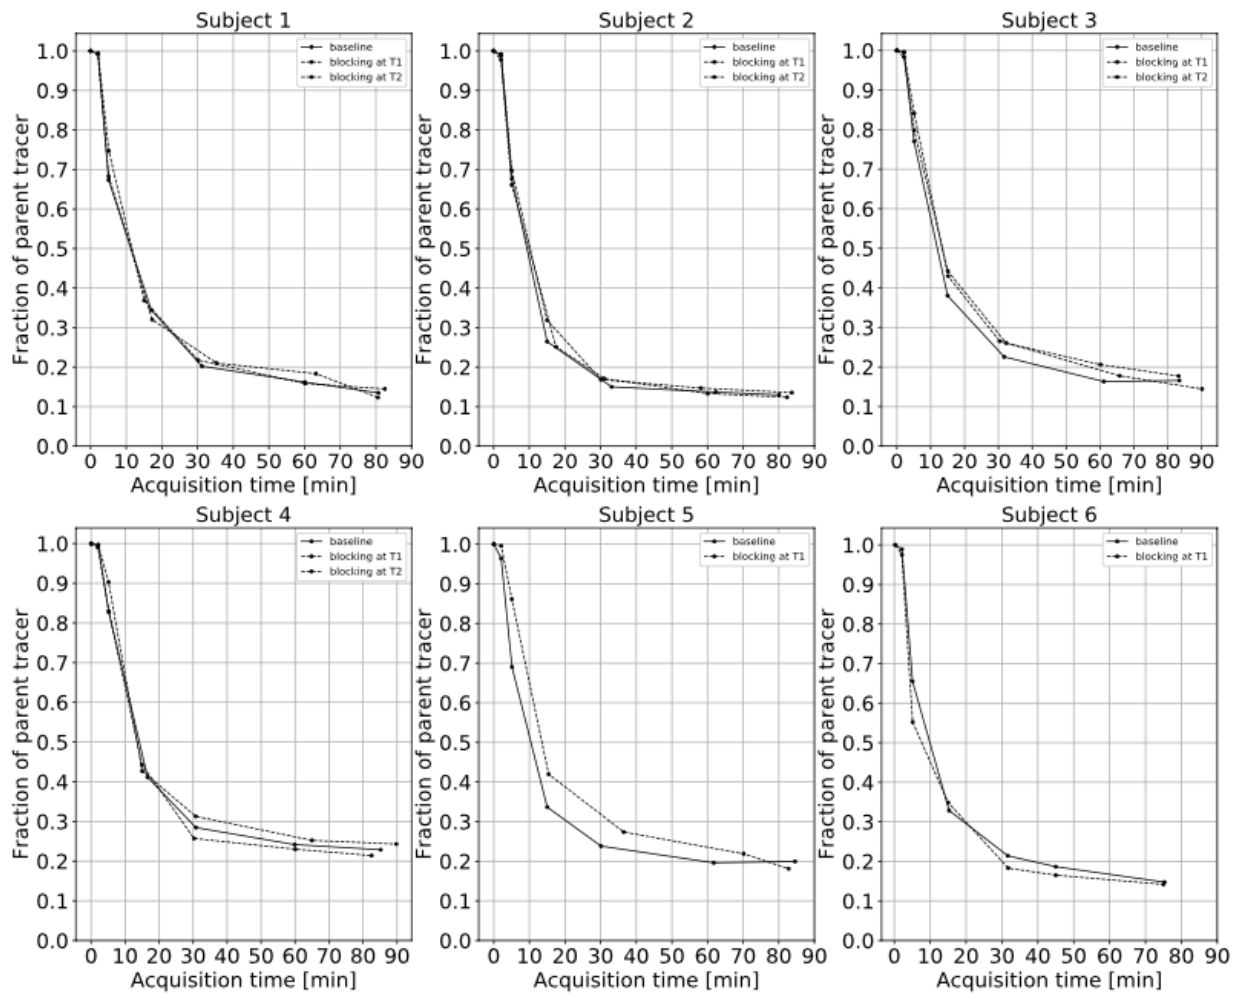 Subject 1
Fraction of parent tracer
1.0
0.9
0.8
0.7
0.6
0.5
0.4
0.3
0.2
0.1
0.0
baseline
blocking at T1
blocking at T2
0 10 20 30 40 50 60 70 80 90
Acquisition time [min]
Subject 2
Fraction of parent tracer
1.0
0.9
0.8
0.7
0.6
0.5
0.4
0.3
0.2
0.1
0.0
baseline
blocking at T1
blocking at T2
0 10 20 30 40 50 60 70 80 90
Acquisition time [min]
Subject 3
Fraction of parent tracer
1.0
0.9
0.8
0.7
0.6
0.5
0.4
0.3
0.2
0.1
0.0
baseline
blocking at T1
blocking at T2
0 10 20 30 40 50 60 70 80 90
Acquisition time [min]
Subject 4
Fraction of parent tracer
1.0
0.9
0.8
0.7
0.6
0.5
0.4
0.3
0.2
0.1
0.0
baseline
blocking at T1
blocking at T2
0 10 20 30 40 50 60 70 80 90
Acquisition time [min]
Subject 5
Fraction of parent tracer
1.0
0.9
0.8
0.7
0.6
0.5
0.4
0.3
0.2
0.1
0.0
baseline
blocking at T1
0 10 20 30 40 50 60 70 80 90
Acquisition time [min]
Subject 6
Fraction of parent tracer
1.0
0.9
0.8
0.7
0.6
0.5
0.4
0.3
0.2
0.1
0.0
baseline
blocking at T1
0 10 20 30 40 50 60 70 80 90
Acquisition time [min]